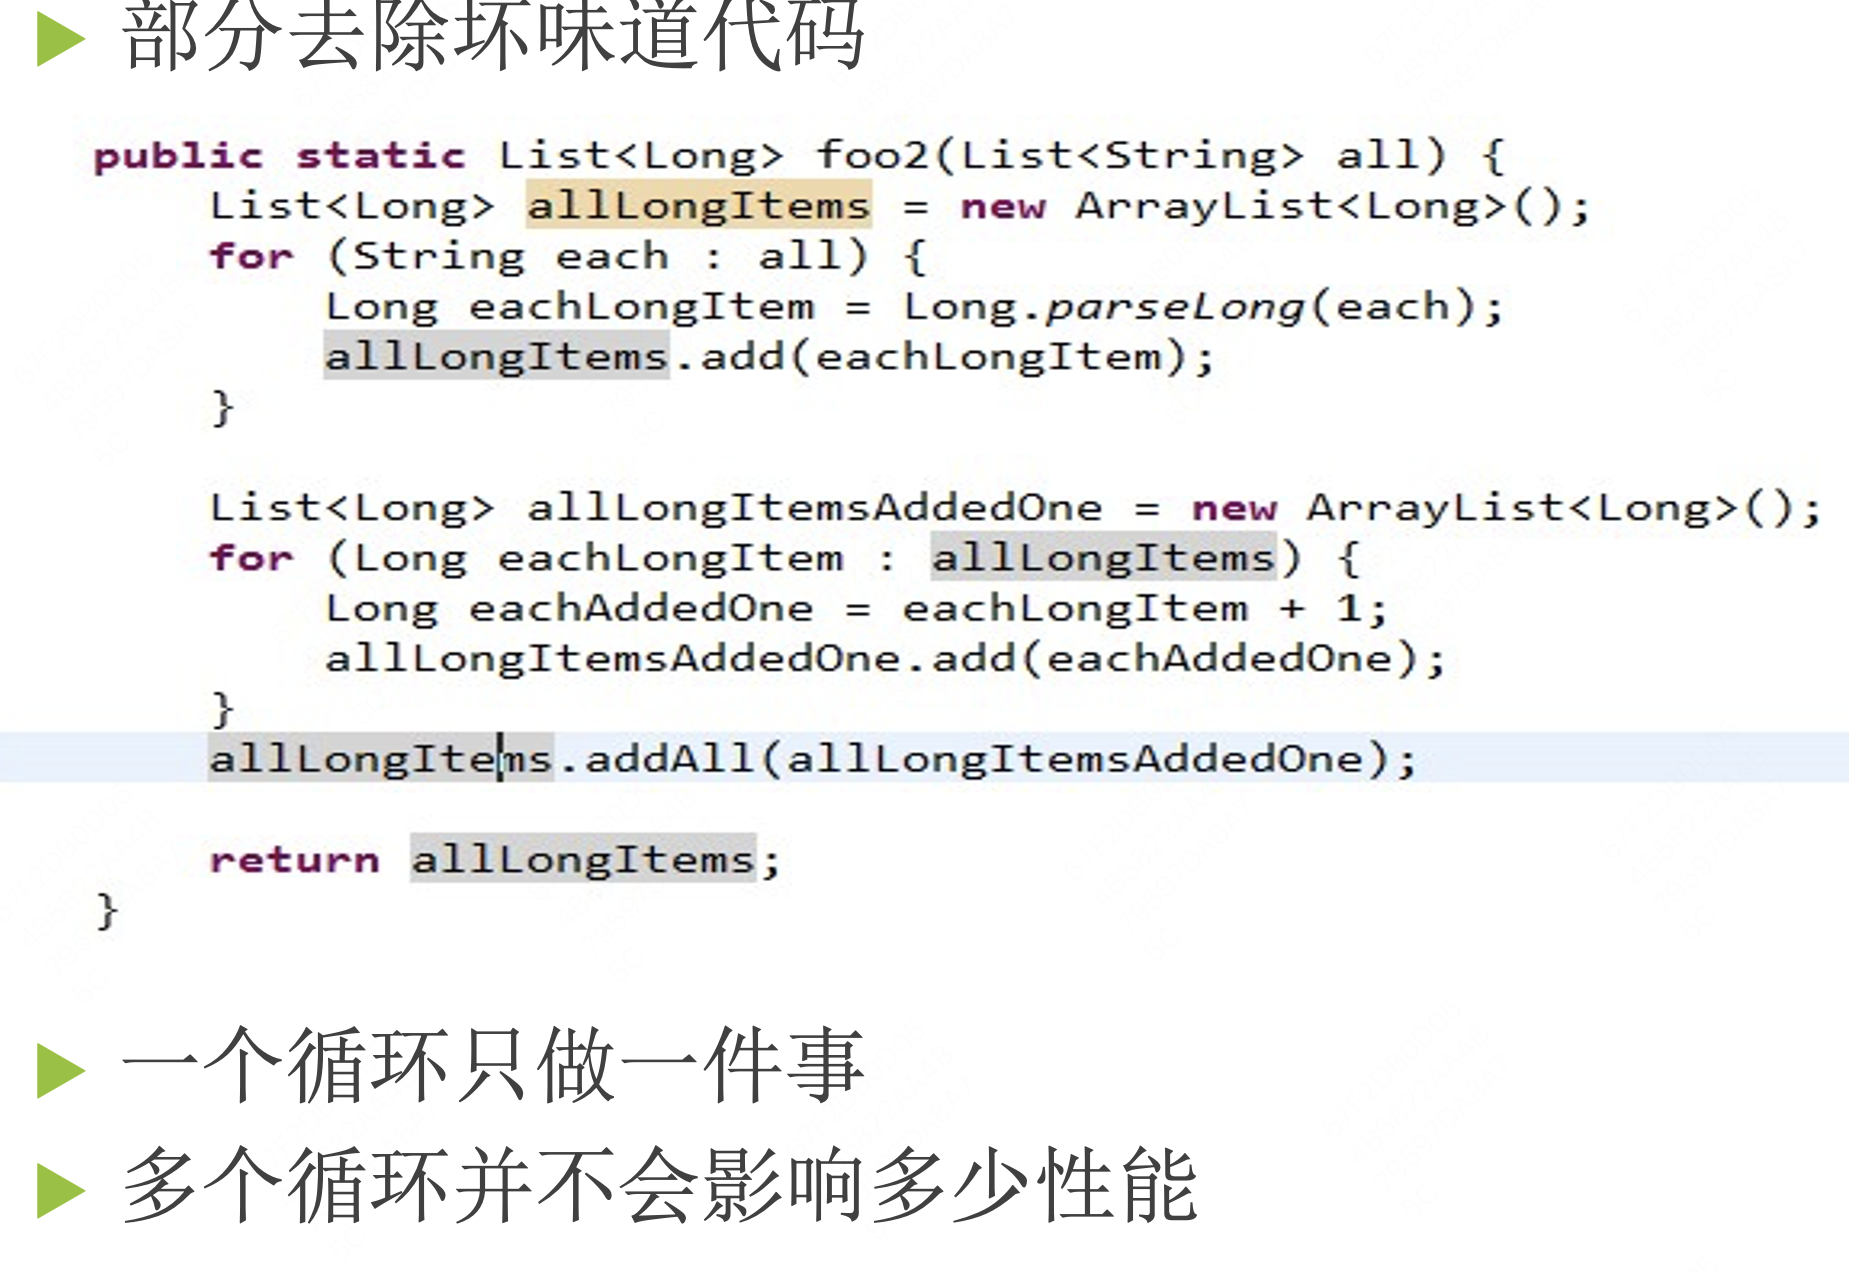 部分去除坏味道代码
public static List<Long> foo2(List<String> all) {
List<Long> allLongItems = new ArrayList<Long>();
for (String each : all) {
Long eachLongItem = Long.parseLong(each);
allLongItems.add(eachLongItem);
}
List<Long> allLongItemsAddedOne = new ArrayList<Long>();
for (Long eachLongItem : allLongItems) {
Long eachAddedOne = eachLongItem + 1;
allLongItemsAddedOne.add(eachAddedOne);
}
allLongItems.addAll(allLongItemsAddedOne);
return allLongItems;
}
一个循环只做一件事
多个循环并不会影响多少性能